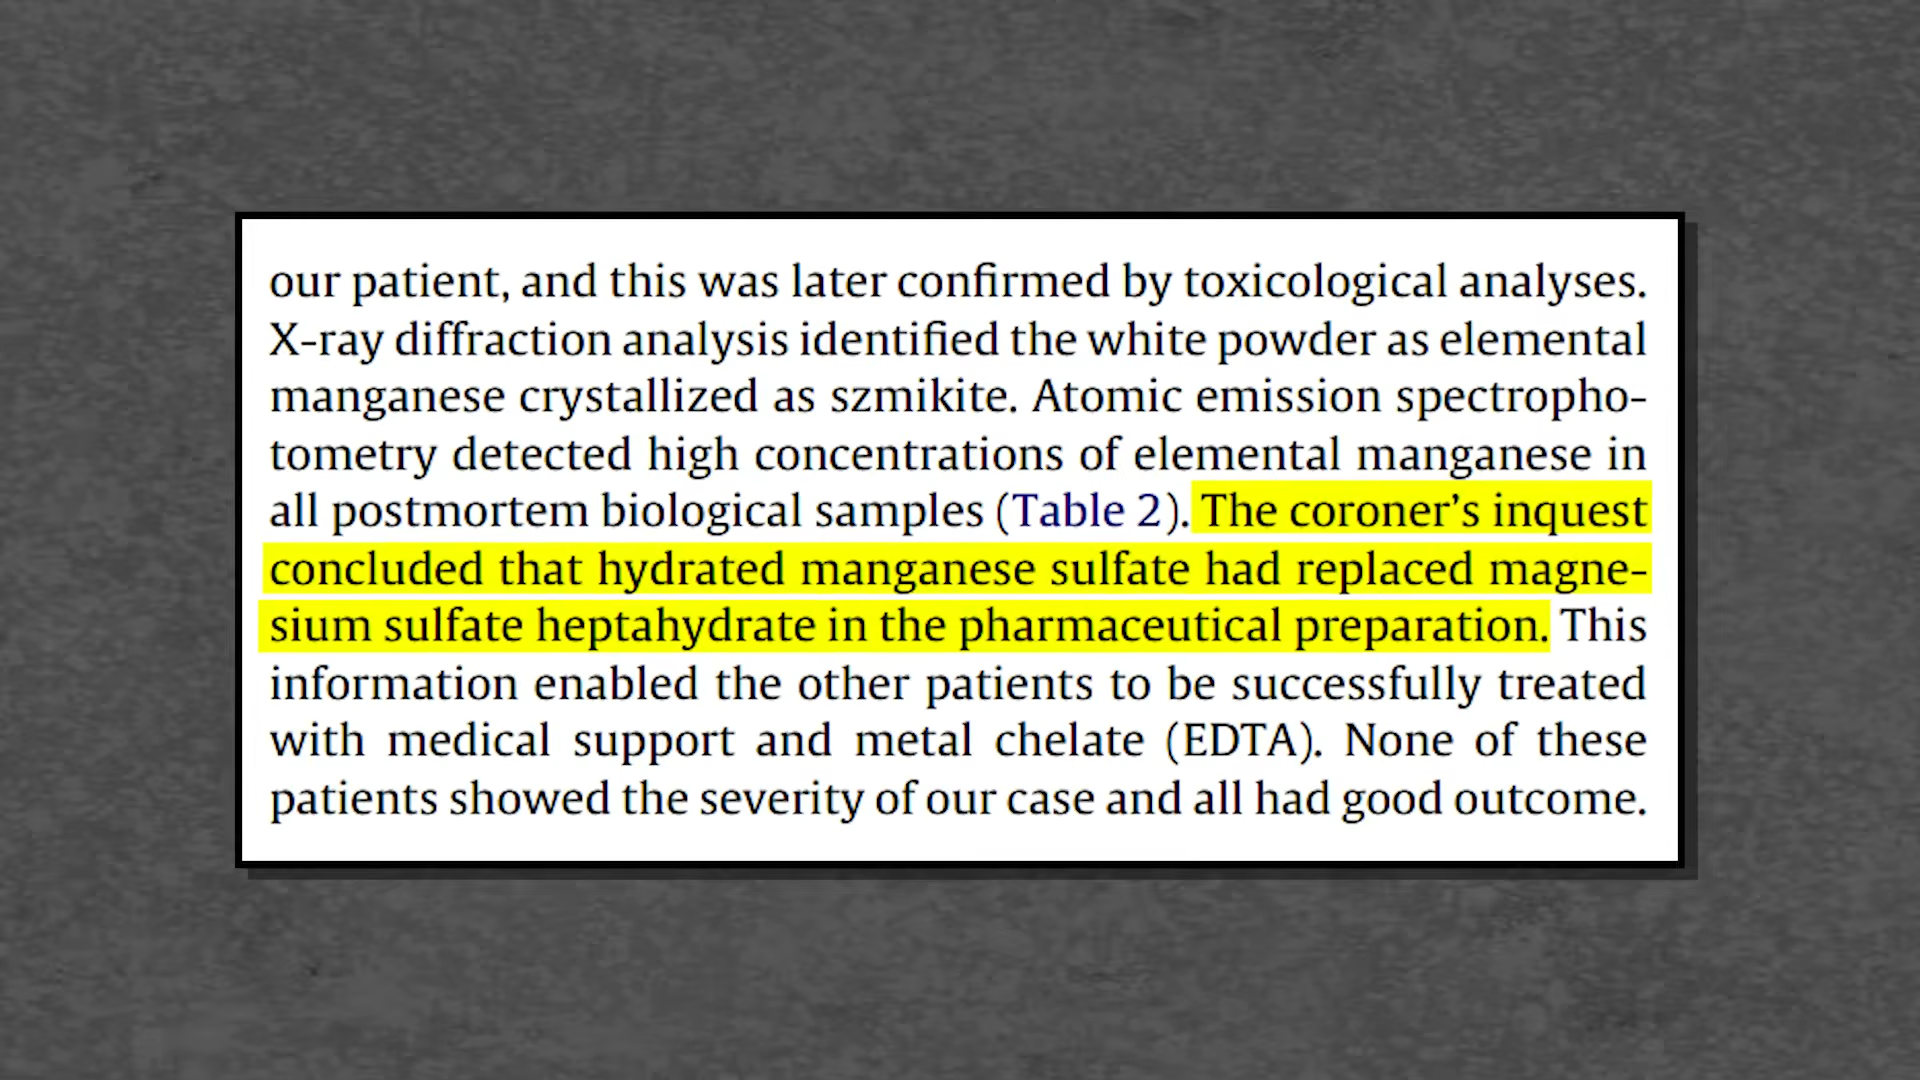 our patient, and this was later confirmed by toxicological analyses.
X-ray diffraction analysis identified the white powder as elemental
manganese crystallized as szmikite. Atomic emission spectropho-
tometry detected high concentrations of elemental manganese in
all postmortem biological samples (Table 2). The coroner’s inquest
concluded that hydrated manganese sulfate had replaced magne-
sium sulfate heptahydrate in the pharmaceutical preparation. This
information enabled the other patients to be successfully treated
with medical support and metal chelate (EDTA). None of these
patients showed the severity of our case and all had good outcome.